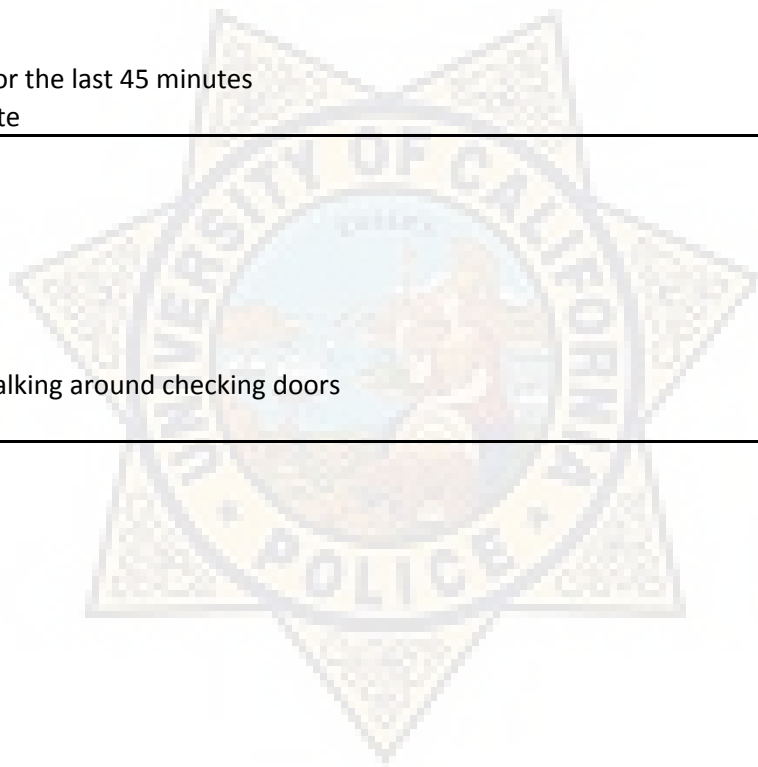 or the last 45 minutes
te
alking around checking doors
UNIVERSITY OF CALIFORNIA
POLICE